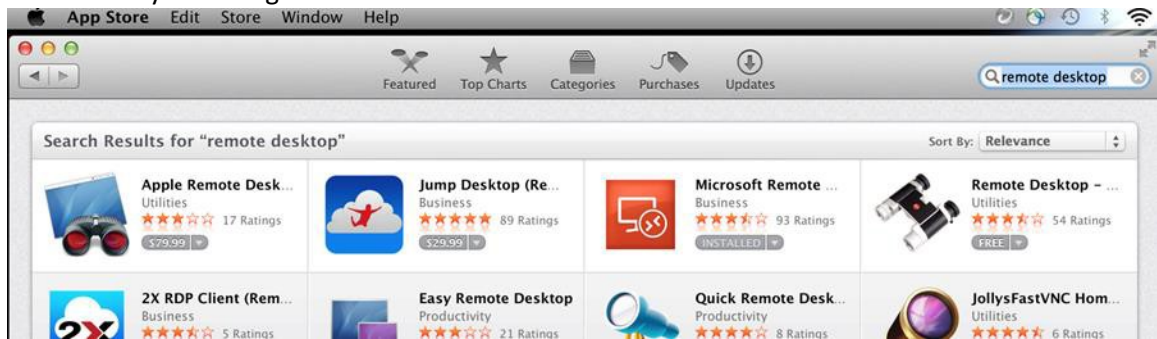 App Store Edit Store Window Help
Featured Top Charts Categories Purchases Updates
remote desktop
Search Results for “remote desktop”
Sort By: Relevance
Apple Remote Desk...
Utilities
17 Ratings
$79.99
Jump Desktop (Re...
Business
89 Ratings
$29.99
Microsoft Remote ...
Business
93 Ratings
INSTALLED
Remote Desktop – ...
Utilities
54 Ratings
FREE
2X
2X RDP Client (Rem...
Business
5 Ratings
Easy Remote Desktop
Productivity
21 Ratings
Quick Remote Desk...
Productivity
8 Ratings
JollysFastVNC Hom...
Utilities
6 Ratings